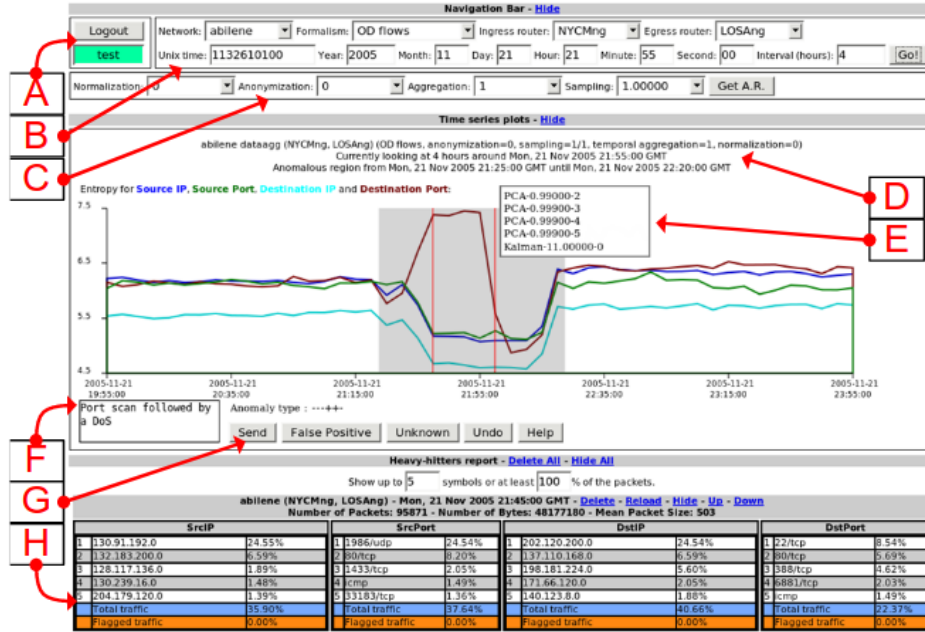 Navigation Bar - Hide
Logout
Network: abilene Formalism: OD flows Ingress router: NYCMng Egress router: LOSAng
test
Unix time: 1132610100 Year: 2005 Month: 11 Day: 21 Hour: 21 Minute: 55 Second: 00 Interval (hours): 4 Go!
A
Normalization: 0 Anonymization: 0 Aggregation: 1 Sampling: 1.00000 Get A.R.
B
Time series plots - Hide
C
abilene dataagg (NYCMng, LOSAng) (OD flows, anonymization=0, sampling=1/1, temporal aggregation=1, normalization=0)
Currently looking at 4 hours around Mon, 21 Nov 2005 21:55:00 GMT
Anomalous region from Mon, 21 Nov 2005 21:25:00 GMT until Mon, 21 Nov 2005 22:20:00 GMT
D
Entropy for Source IP, Source Port, Destination IP and Destination Port:
E
PCA-0.99000-2
PCA-0.99900-3
PCA-0.99900-4
PCA-0.99900-5
Kalman-11.00000-0
7.5
6.5
5.5
4.5
2005-11-21 19:55:00
2005-11-21 20:35:00
2005-11-21 21:15:00
2005-11-21 21:55:00
2005-11-21 22:35:00
2005-11-21 23:15:00
2005-11-21 23:55:00
Port scan followed by
a DoS
Anomaly type : ---++-
Send False Positive Unknown Undo Help
F
G
H
Heavy-hitters report - Delete All - Hide All
Show up to 5 symbols or at least 100 % of the packets.
abilene (NYCMng, LOSAng) - Mon, 21 Nov 2005 21:45:00 GMT - Delete - Reload - Hide - Up - Down
Number of Packets: 95871 - Number of Bytes: 48177180 - Mean Packet Size: 503
SrcIP SrcPort DstIP DstPort
1 130.91.192.0 24.55% 1 1986/udp 24.54% 1 202.120.200.0 24.54% 1 22/tcp 8.54%
2 132.183.200.0 6.59% 2 80/tcp 8.20% 2 137.110.168.0 6.59% 2 80/tcp 5.69%
3 128.117.136.0 1.89% 3 1433/tcp 2.05% 3 198.181.224.0 5.60% 3 388/tcp 4.62%
4 130.239.16.0 1.48% 4 icmp 1.49% 4 171.66.120.0 2.05% 4 6881/tcp 2.03%
5 204.179.120.0 1.39% 5 33183/tcp 1.36% 5 140.123.8.0 1.88% 5 icmp 1.49%
Total traffic 35.90% Total traffic 37.64% Total traffic 40.66% Total traffic 22.37%
Flagged traffic 0.00% Flagged traffic 0.00% Flagged traffic 0.00% Flagged traffic 0.00%